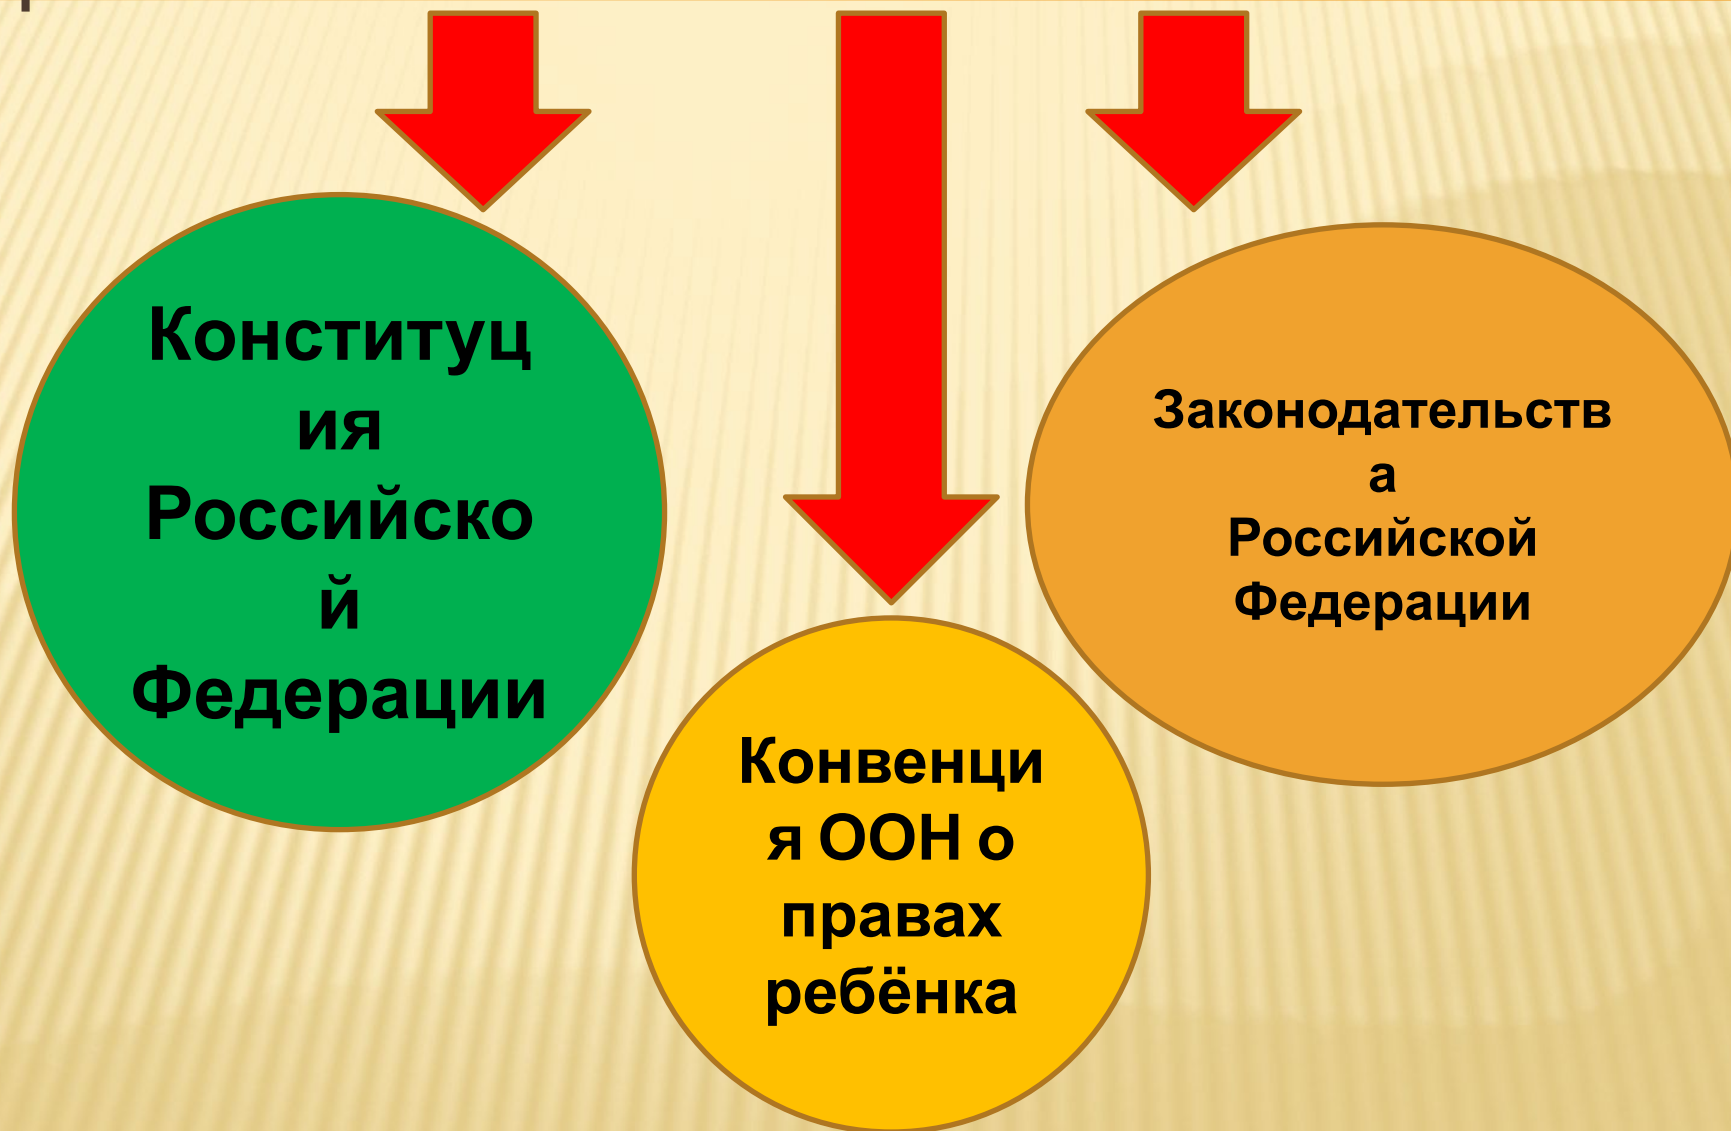 Конституц
ия
Российско
й
Федерации
Законодательств
а
Российской
Федерации
Конвенци
я ООН о
правах
ребёнка